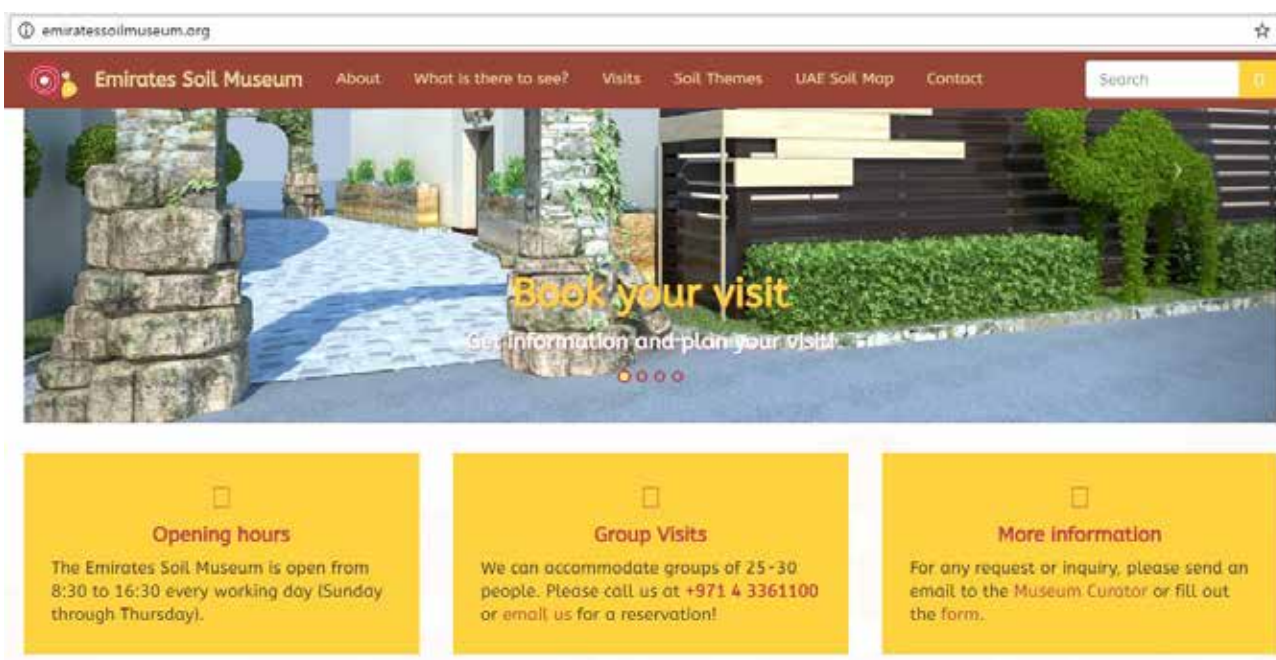 emiratessoilmuseum.org
Emirates Soil Museum About What is there to see? Visits Soil Themes UAE Soil Map Contact Search
Book your visit
Get information and plan your visit!
Opening hours
The Emirates Soil Museum is open from
8:30 to 16:30 every working day (Sunday
through Thursday).
Group Visits
We can accommodate groups of 25-30
people. Please call us at +971 4 3361100
or email us for a reservation!
More information
For any request or inquiry, please send an
email to the Museum Curator or fill out
the form.